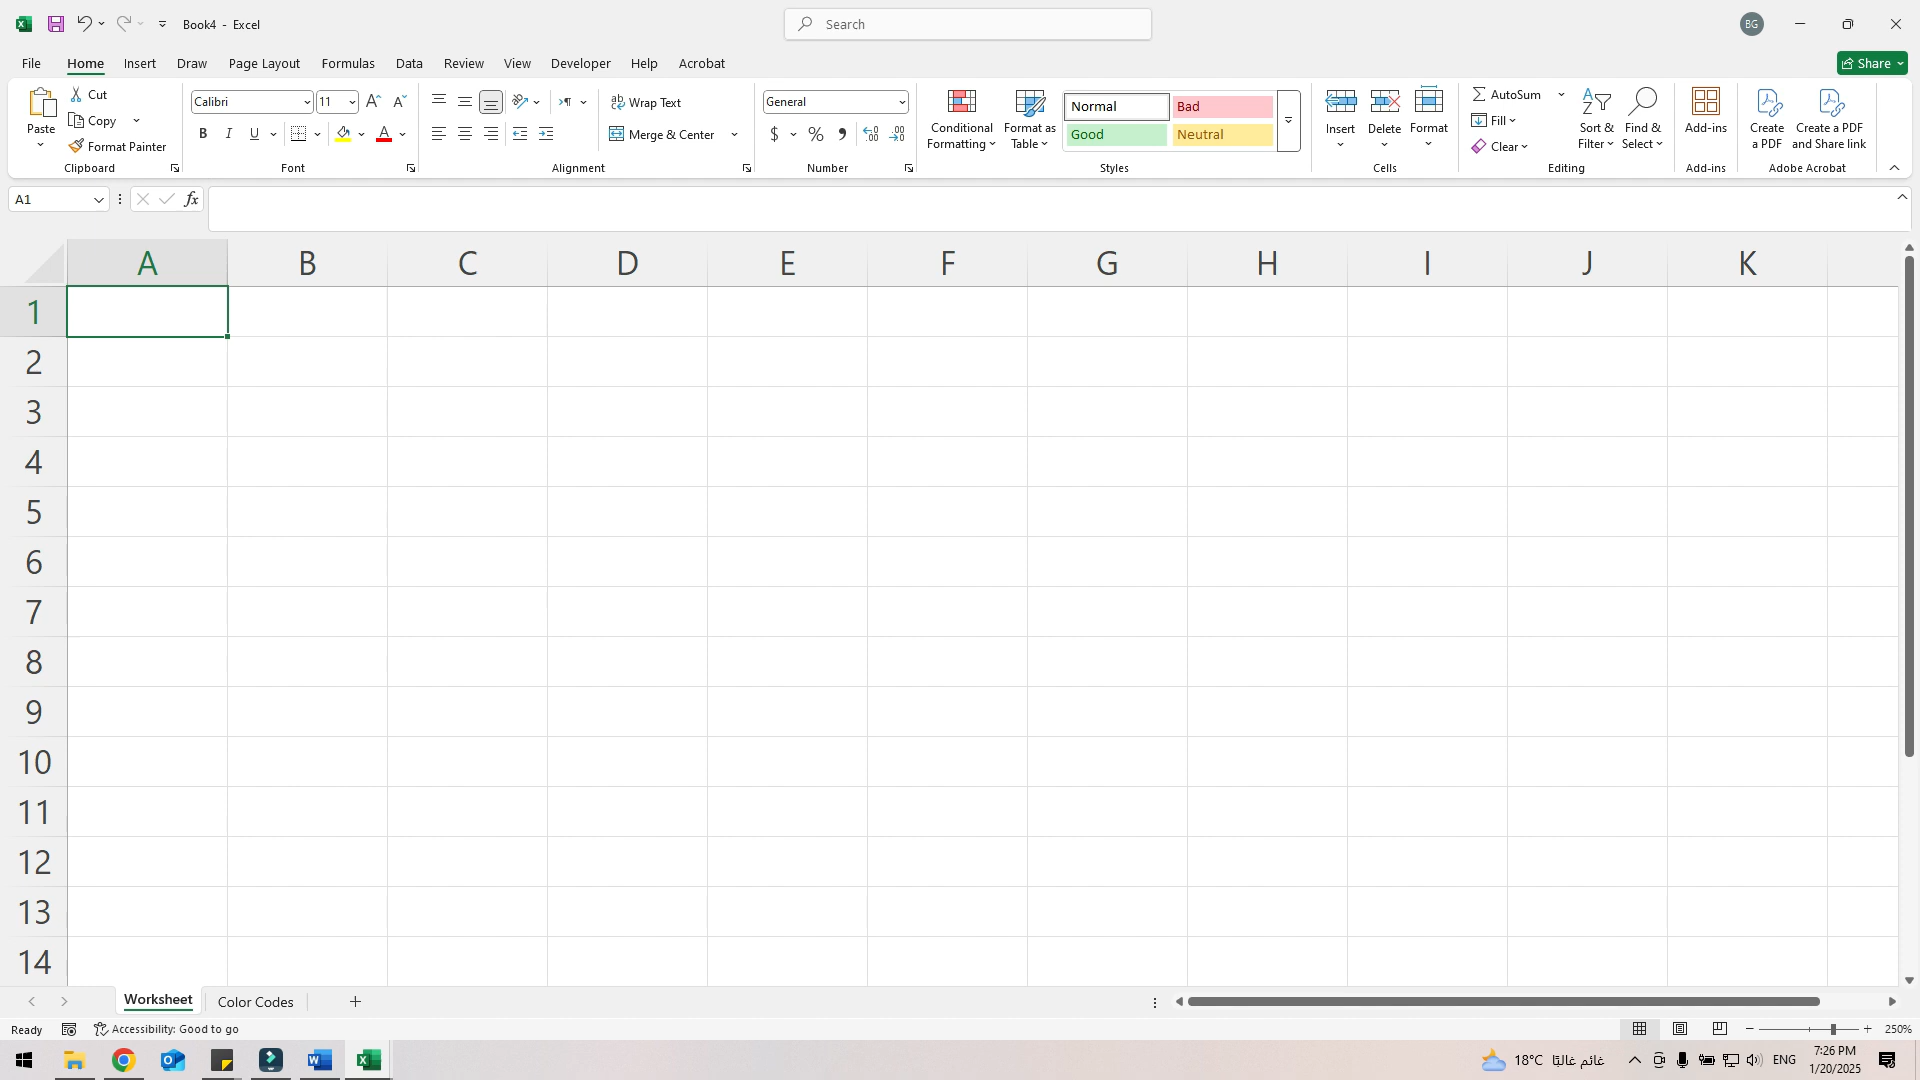 Book4 - Excel
Search
BG
File Home Insert Draw Page Layout Formulas Data Review View Developer Help Acrobat
Share
Paste
Cut
Copy
Format Painter
Clipboard
Calibri 11
B I U
Font
Wrap Text
Merge & Center
Alignment
General
$ %
Number
Conditional
Formatting
Format as
Table
Normal Bad
Good Neutral
Styles
Insert Delete Format
Cells
AutoSum
Fill
Clear
Sort &
Filter
Find &
Select
Editing
Add-ins
Add-ins
Create
a PDF
Create a PDF
and Share link
Adobe Acrobat
A1
fx
A B C D E F G H I J K
1
2
3
4
5
6
7
8
9
10
11
12
13
14
Worksheet Color Codes
Ready
Accessibility: Good to go
250%
18°C غائم غالبًا
ENG
7:26 PM
1/20/2025